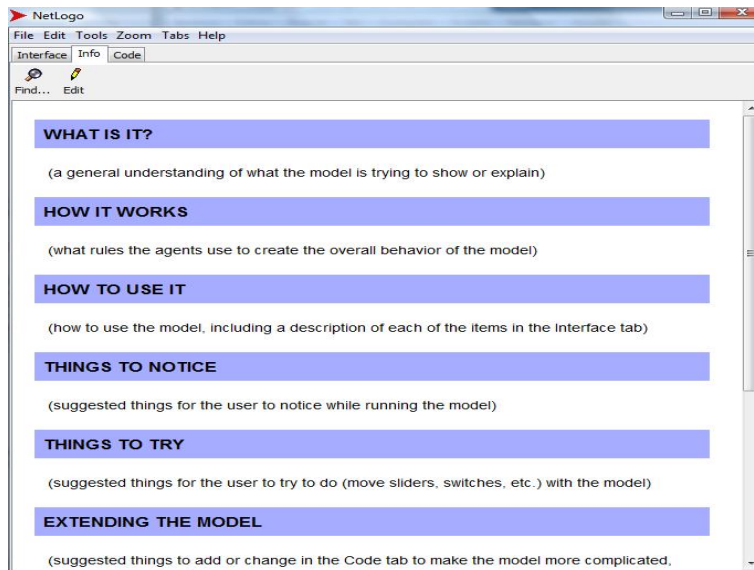 NetLogo
File Edit Tools Zoom Tabs Help
Interface Info Code
Find... Edit
WHAT IS IT?
(a general understanding of what the model is trying to show or explain)
HOW IT WORKS
(what rules the agents use to create the overall behavior of the model)
HOW TO USE IT
(how to use the model, including a description of each of the items in the Interface tab)
THINGS TO NOTICE
(suggested things for the user to notice while running the model)
THINGS TO TRY
(suggested things for the user to try to do (move sliders, switches, etc.) with the model)
EXTENDING THE MODEL
(suggested things to add or change in the Code tab to make the model more complicated,